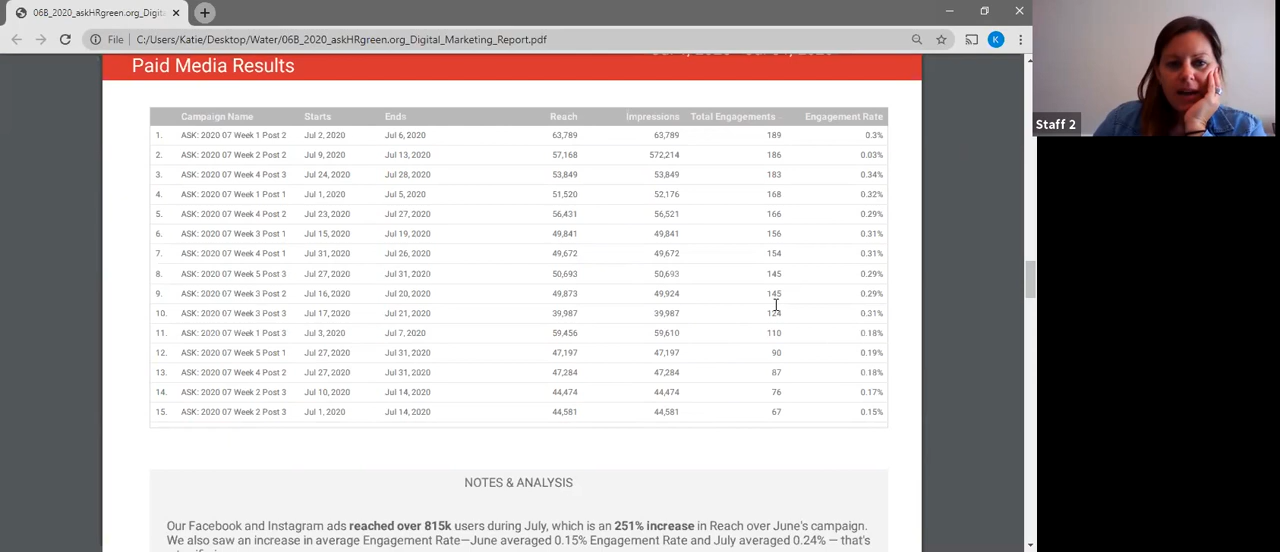 06B_2020_askHRgreen.org_Digit
File C:/Users/Katie/Desktop/Water/06B_2020_askHRgreen.org_Digital_Marketing_Report.pdf
K
Staff 2
Paid Media Results
Campaign Name Starts Ends Reach Impressions Total Engagements Engagement Rate
1. ASK: 2020 07 Week 1 Post 2 Jul 2, 2020 Jul 6, 2020 63,789 63,789 189 0.3%
2. ASK: 2020 07 Week 2 Post 2 Jul 9, 2020 Jul 13, 2020 57,168 572,214 186 0.03%
3. ASK: 2020 07 Week 4 Post 3 Jul 24, 2020 Jul 28, 2020 53,849 53,849 183 0.34%
4. ASK: 2020 07 Week 1 Post 1 Jul 1, 2020 Jul 5, 2020 51,520 52,176 168 0.32%
5. ASK: 2020 07 Week 4 Post 2 Jul 23, 2020 Jul 27, 2020 56,431 56,521 166 0.29%
6. ASK: 2020 07 Week 3 Post 1 Jul 15, 2020 Jul 19, 2020 49,841 49,841 156 0.31%
7. ASK: 2020 07 Week 4 Post 1 Jul 31, 2020 Jul 26, 2020 49,672 49,672 154 0.31%
8. ASK: 2020 07 Week 5 Post 3 Jul 27, 2020 Jul 31, 2020 50,693 50,693 145 0.29%
9. ASK: 2020 07 Week 3 Post 2 Jul 16, 2020 Jul 20, 2020 49,873 49,924 145 0.29%
10. ASK: 2020 07 Week 3 Post 3 Jul 17, 2020 Jul 21, 2020 39,987 39,987 124 0.31%
11. ASK: 2020 07 Week 1 Post 3 Jul 3, 2020 Jul 7, 2020 59,456 59,610 110 0.18%
12. ASK: 2020 07 Week 5 Post 1 Jul 27, 2020 Jul 31, 2020 47,197 47,197 90 0.19%
13. ASK: 2020 07 Week 4 Post 2 Jul 27, 2020 Jul 31, 2020 47,284 47,284 87 0.18%
14. ASK: 2020 07 Week 2 Post 3 Jul 10, 2020 Jul 14, 2020 44,474 44,474 76 0.17%
15. ASK: 2020 07 Week 2 Post 3 Jul 1, 2020 Jul 14, 2020 44,581 44,581 67 0.15%
NOTES & ANALYSIS
Our Facebook and Instagram ads reached over 815k users during July, which is an 251% increase in Reach over June's campaign.
We also saw an increase in average Engagement Rate—June averaged 0.15% Engagement Rate and July averaged 0.24% — that's